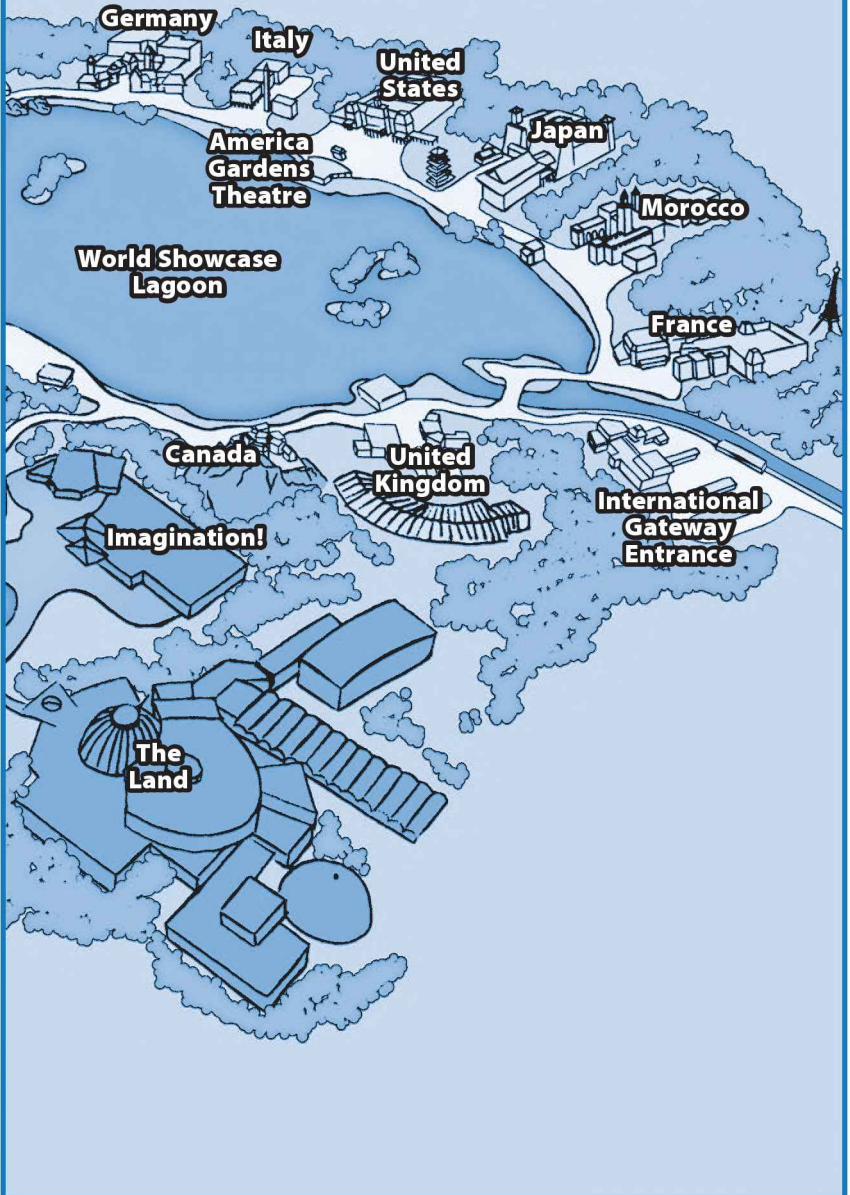 Germany
Italy
United
States
Japan
America
Gardens
Theatre
Morocco
World Showcase
Lagoon
France
Canada
United
Kingdom
International
Gateway
Entrance
Imagination!
The
Land